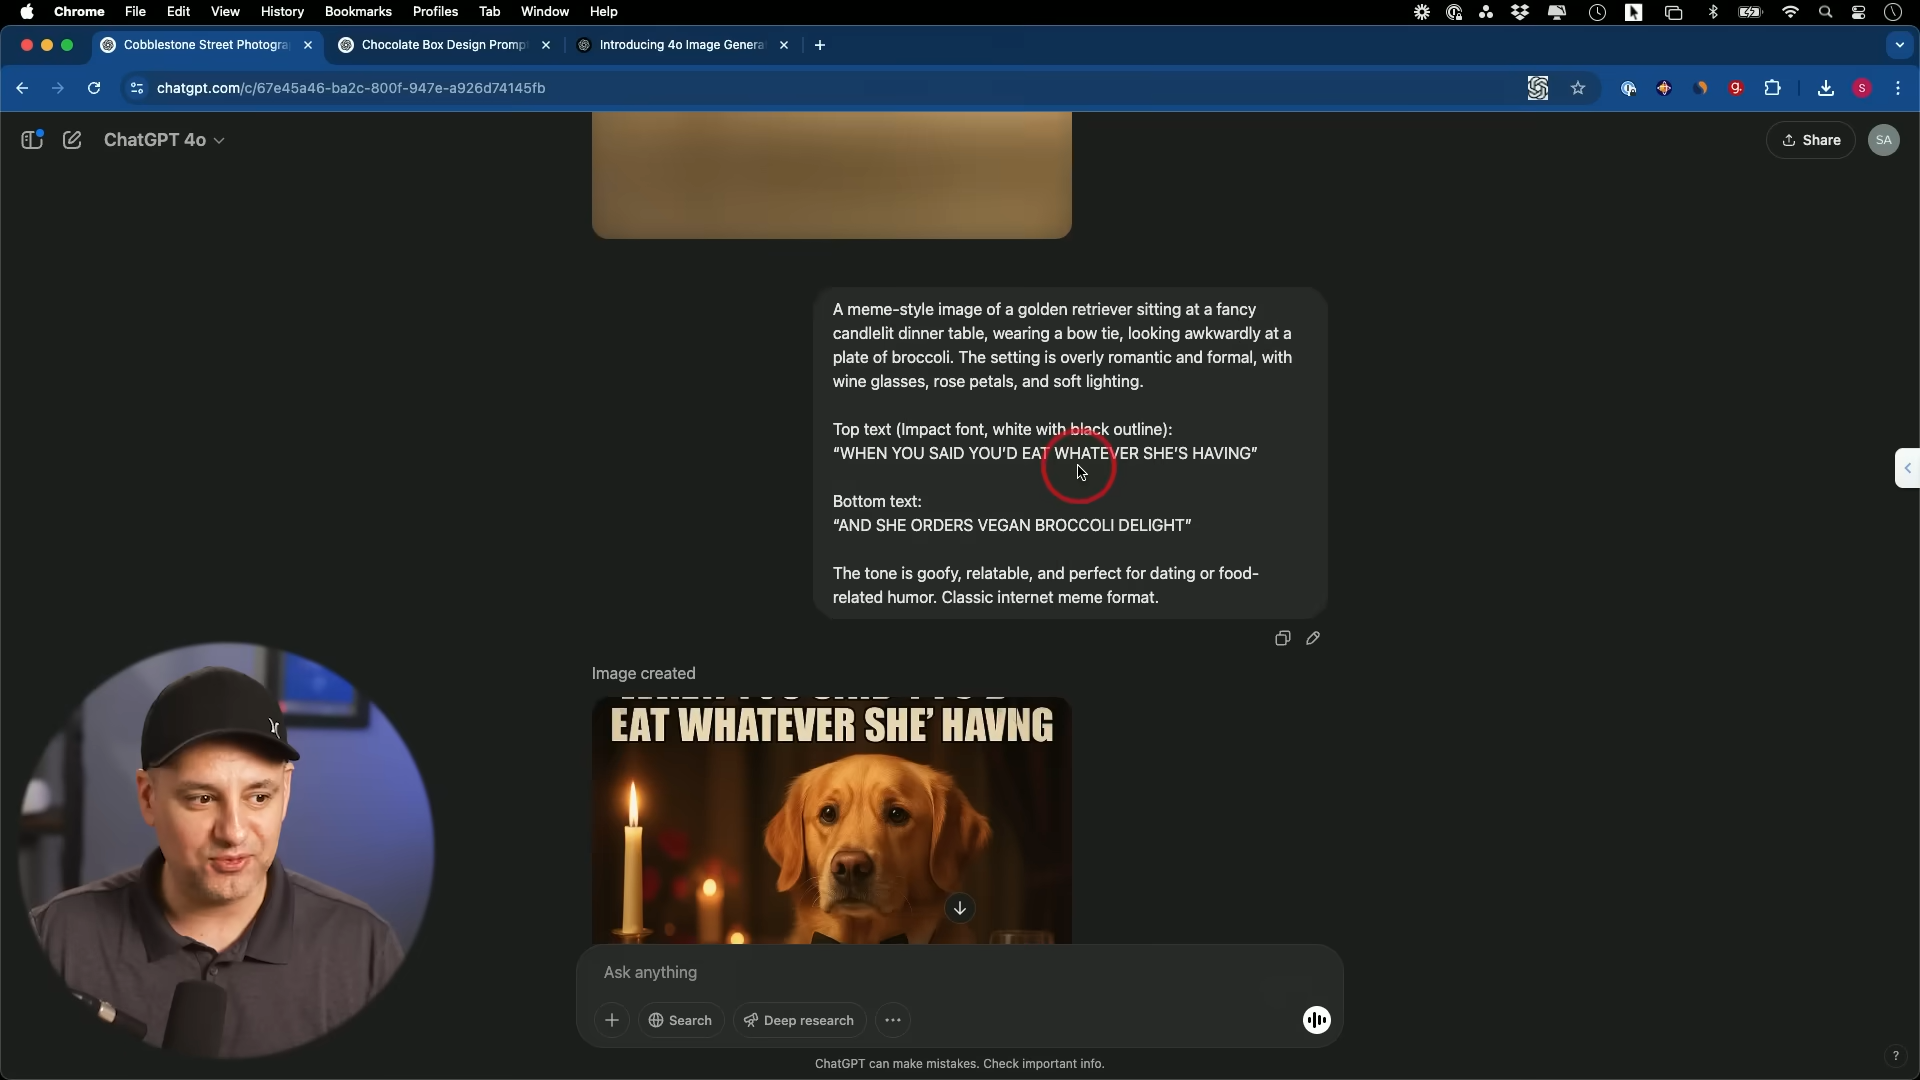 Chrome File Edit View History Bookmarks Profiles Tab Window Help
Cobblestone Street Photogra
Chocolate Box Design Promp
Introducing 4o Image Genera
chatgpt.com/c/67e45a46-ba2c-800f-947e-a926d74145fb
S
ChatGPT 4o
Share
SA
A meme-style image of a golden retriever sitting at a fancy
candlelit dinner table, wearing a bow tie, looking awkwardly at a
plate of broccoli. The setting is overly romantic and formal, with
wine glasses, rose petals, and soft lighting.
Top text (Impact font, white with black outline):
“WHEN YOU SAID YOU’D EAT WHATEVER SHE’S HAVING”
Bottom text:
“AND SHE ORDERS VEGAN BROCCOLI DELIGHT”
The tone is goofy, relatable, and perfect for dating or food-
related humor. Classic internet meme format.
Image created
EAT WHATEVER SHE’ HAVNG
Ask anything
Search
Deep research
ChatGPT can make mistakes. Check important info.
?